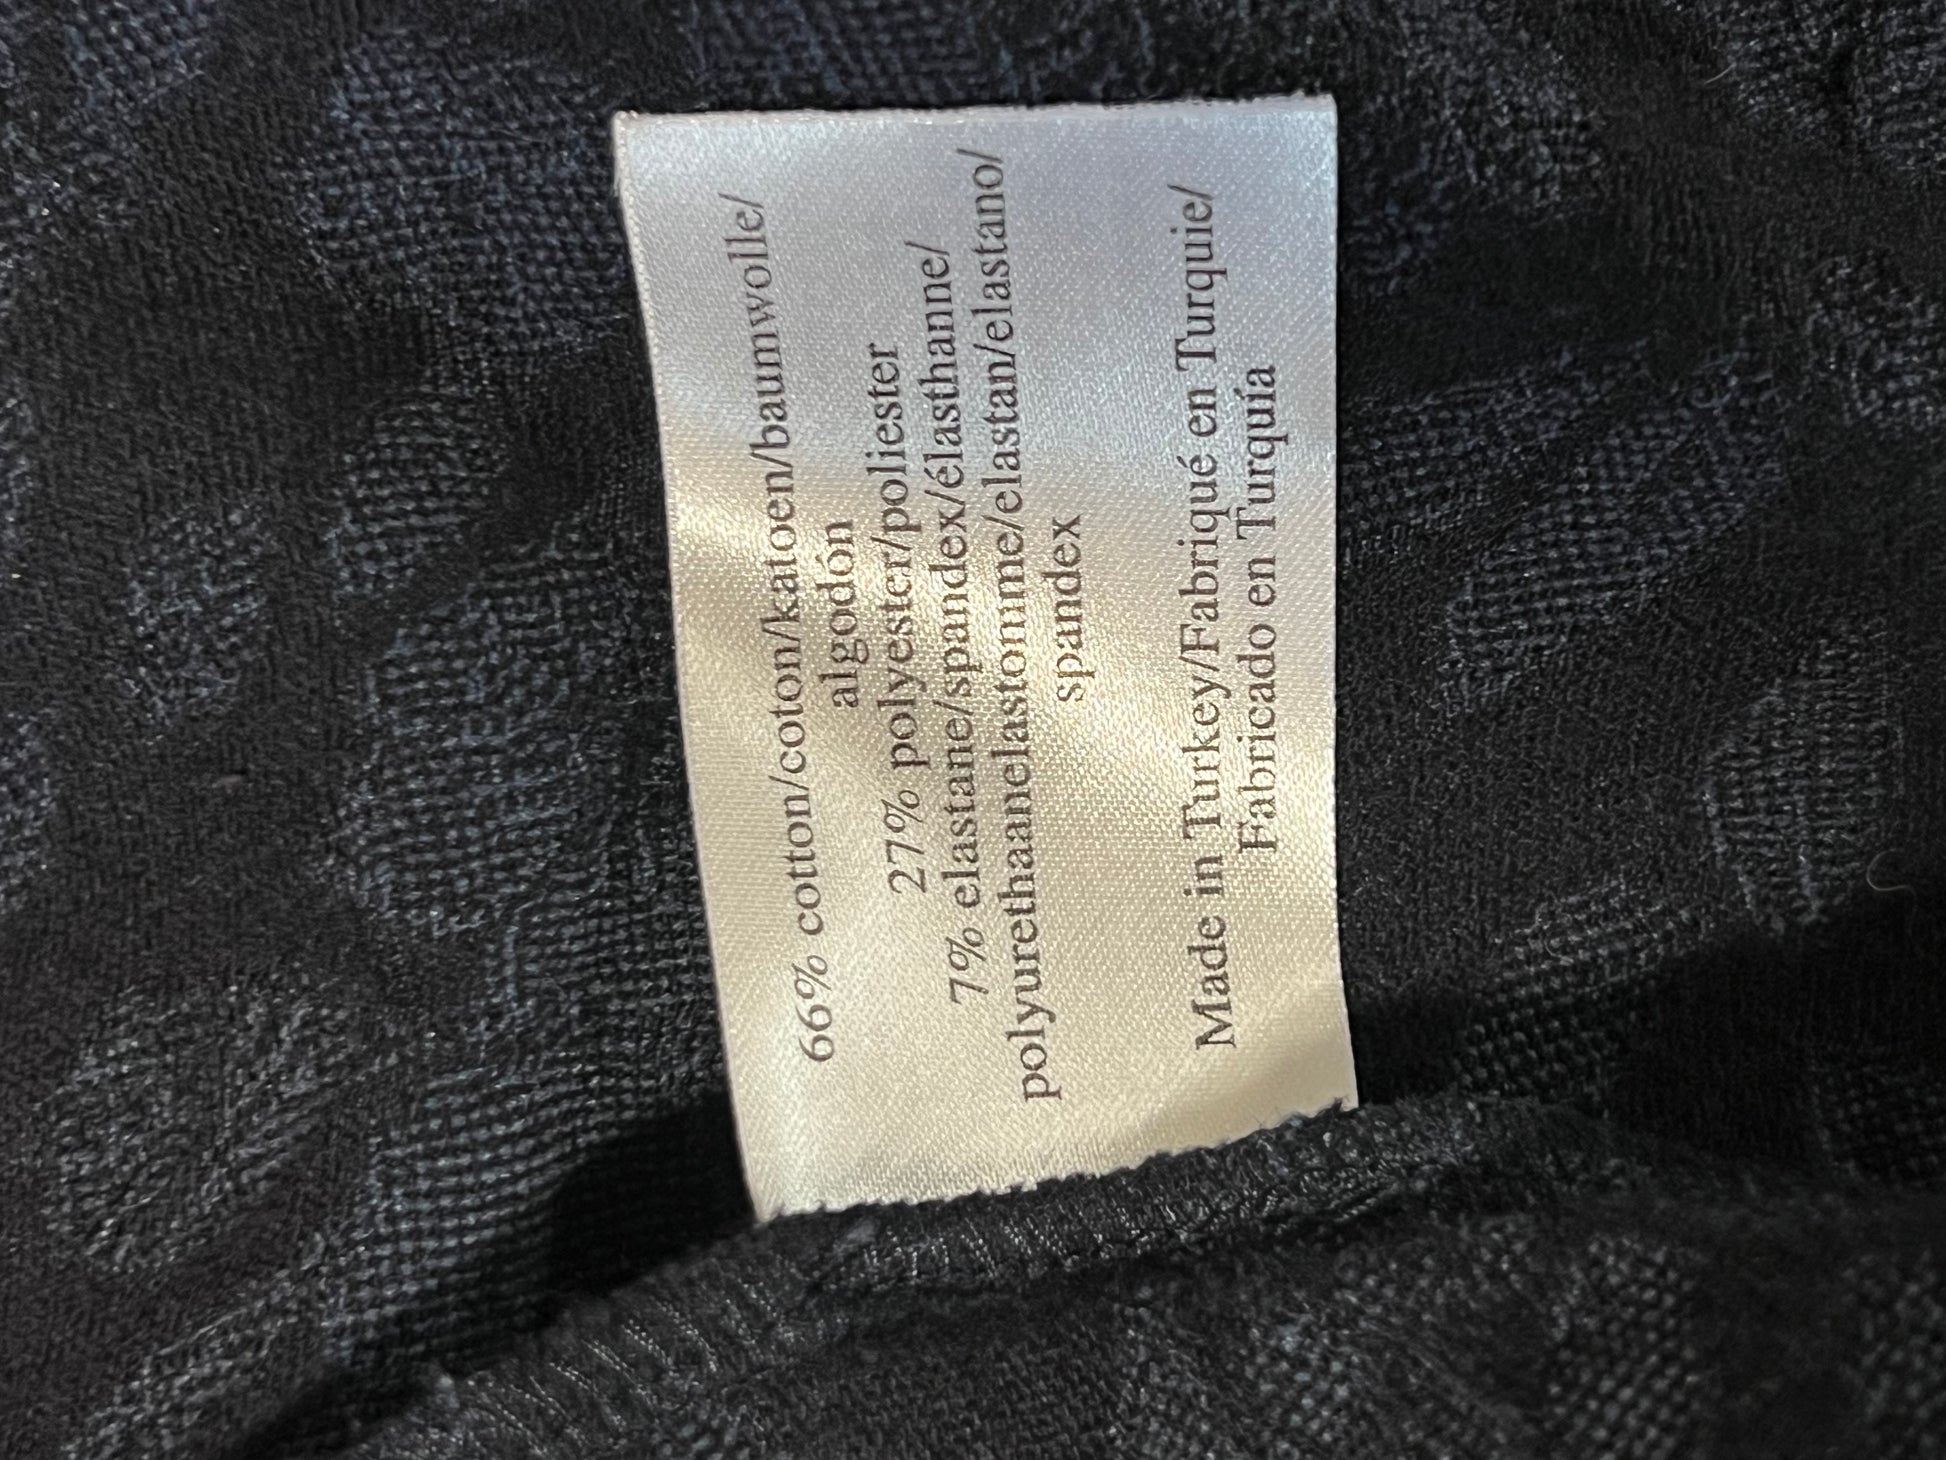 66% cotton/coton/katoen/baumwolle/
algodón
27% polyester/poliester
7% elastane/spandex/élasthanne/
polyurethaanelastomme/elastan/elastano/
spandex
Made in Turkey/Fabriqué en Turquie/
Fabricado en Turquía